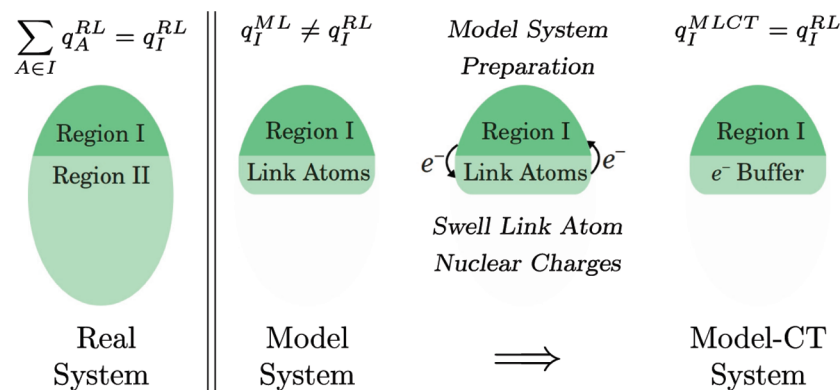 ∑_{A∈I} q_A^{RL} = q_I^{RL}
Region I
Region II
Real
System
q_I^{ML} ≠ q_I^{RL}
Region I
Link Atoms
Model
System
Model System
Preparation
Region I
e⁻ Link Atoms e⁻
Swell Link Atom
Nuclear Charges
⟹
q_I^{MLCT} = q_I^{RL}
Region I
e⁻ Buffer
Model-CT
System